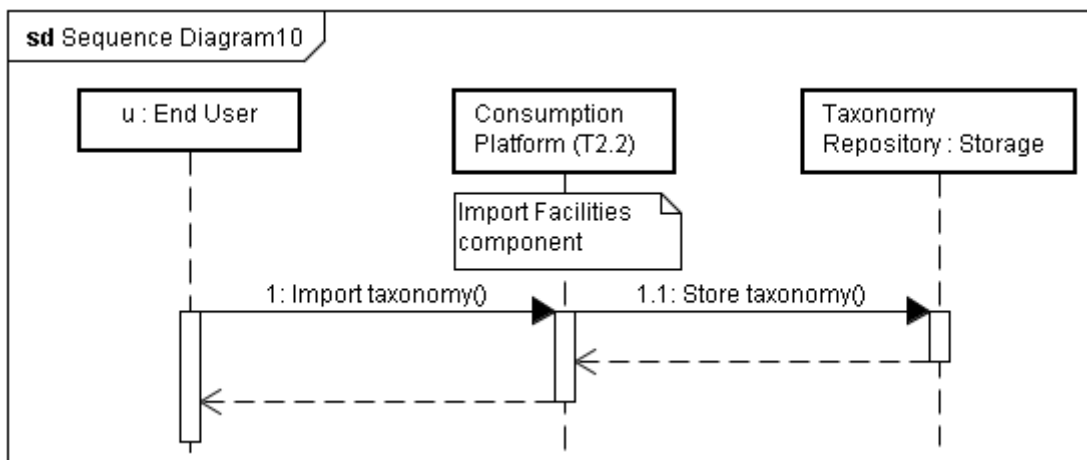 sd Sequence Diagram10
u : End User
Consumption
Platform (T2.2)
Taxonomy
Repository : Storage
Import Facilities
component
1: Import taxonomy()
1.1: Store taxonomy()